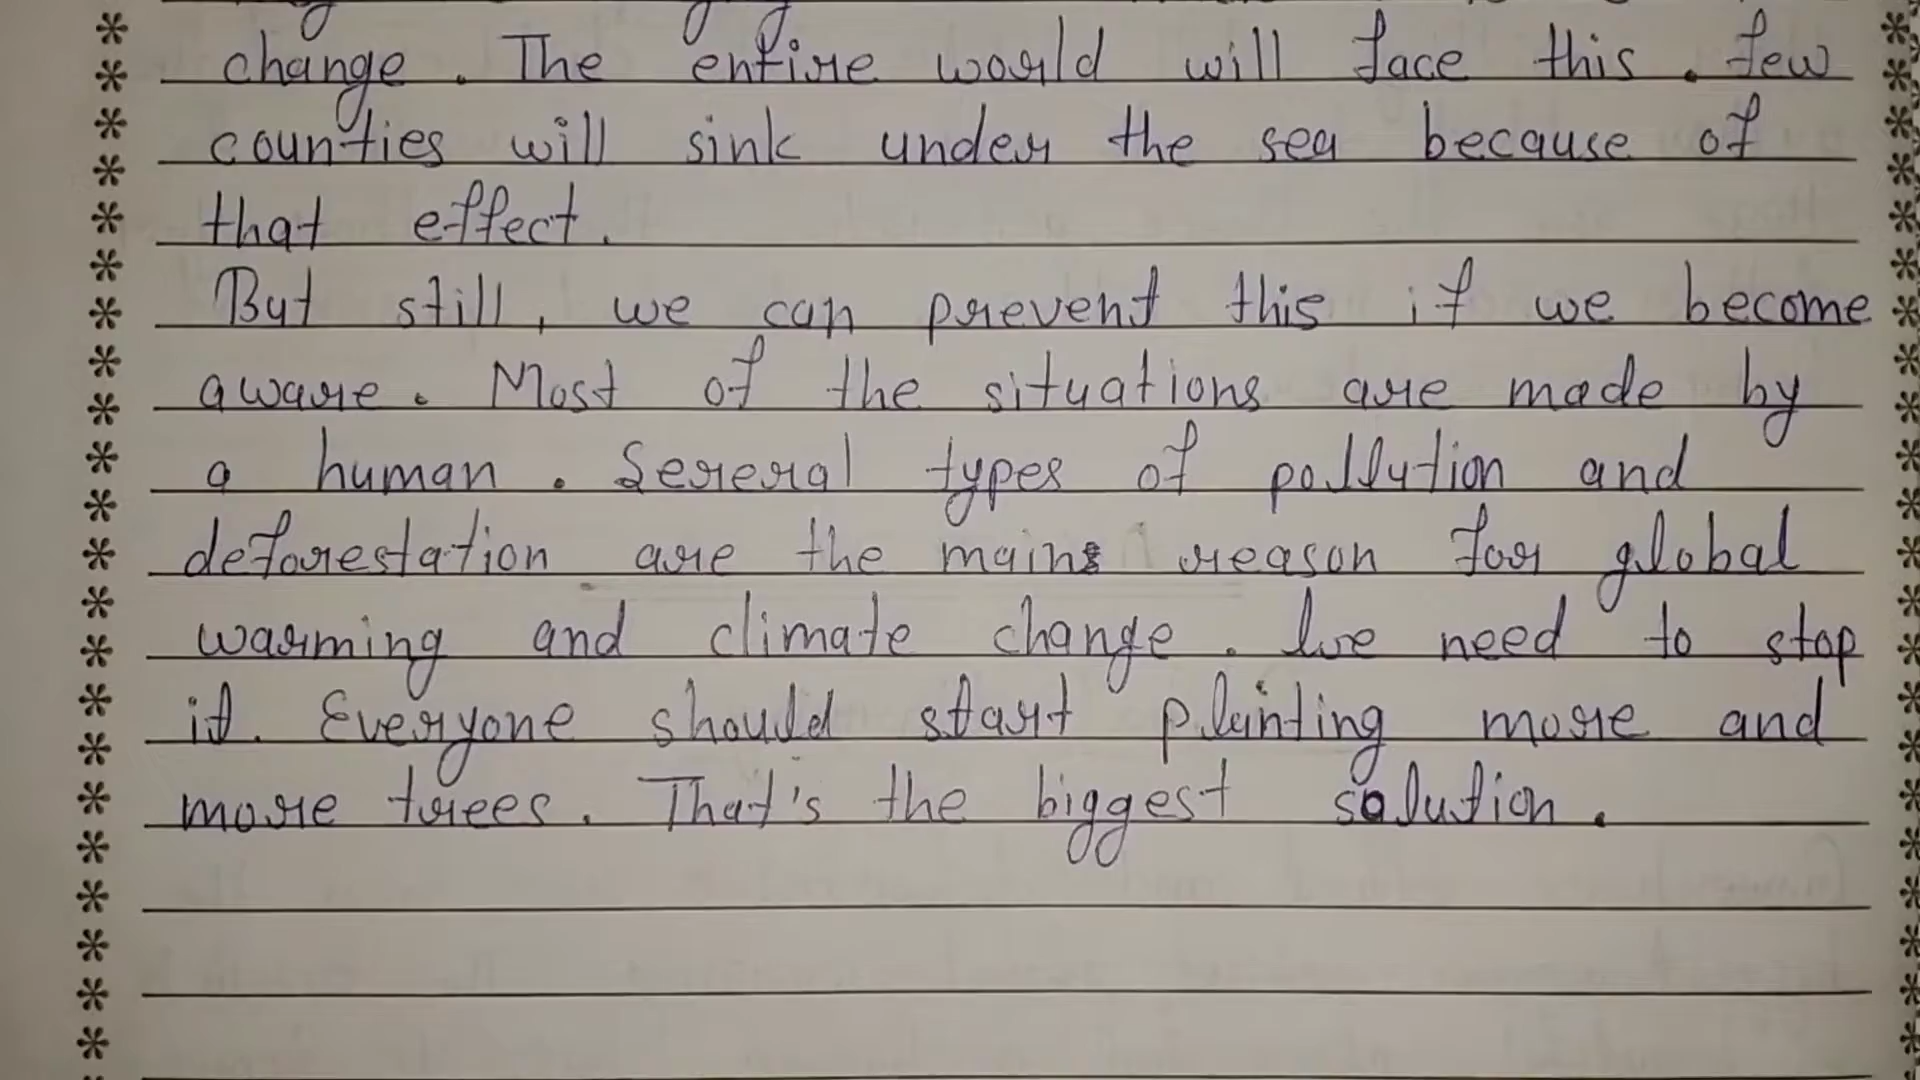 change. The entire world will face this. few
counties will sink under the sea because of
that effect.
But still, we can prevent this if we become
aware. Most of the situations are made by
a human. Sereral types of pollution and
deforestation are the mains reason for global
warming and climate change. We need to stop
it. Everyone should start planting more and
more trees. That's the biggest solution.